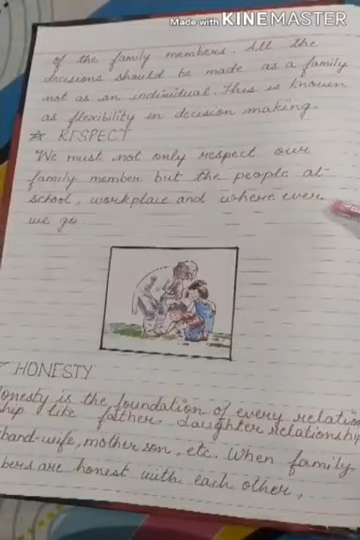 Made with KINEMASTER
of the family members. All the
decisions should be made as a family
not as an individual. This is known
as flexibility in decision making.
☆ RESPECT
"We must not only respect our
family member but the people at
school, workplace and where ever
we go
HONESTY
onesty is the foundation of every relation
ship like father daughter relationship
band-wife, mother son, etc. When family
bers are honest with each other,